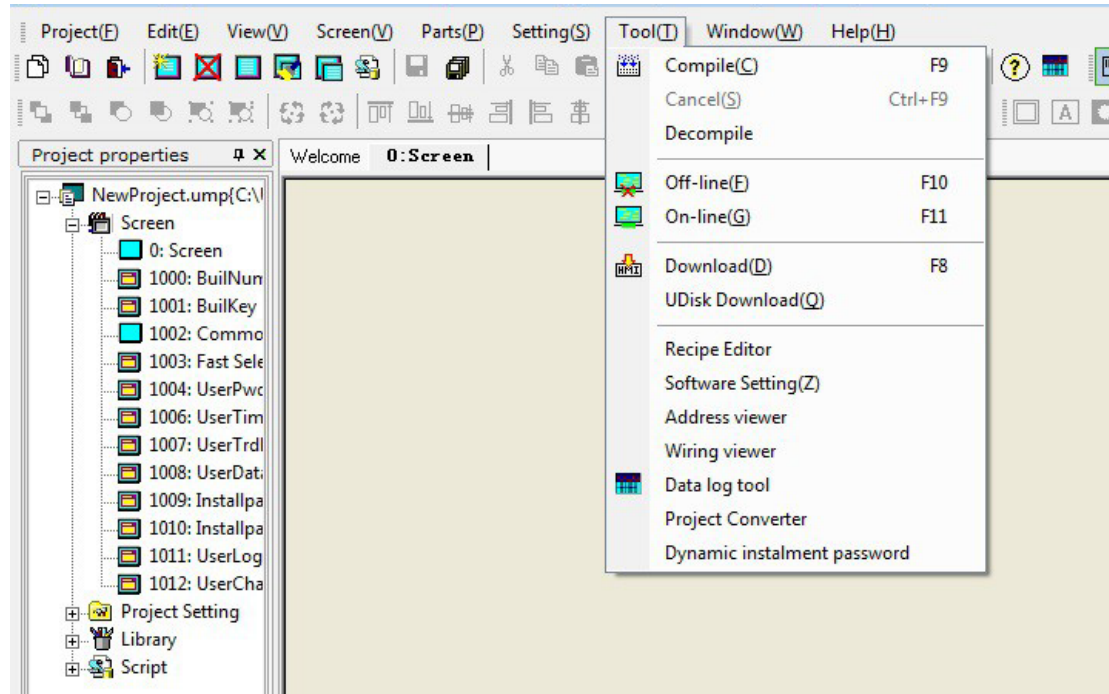 Project(F) Edit(E) View(V) Screen(V) Parts(P) Setting(S) Tool(T) Window(W) Help(H)
Project properties
Welcome 0:Screen
NewProject.ump{C:\
Screen
0: Screen
1000: BuilNum
1001: BuilKey
1002: Commo
1003: Fast Sele
1004: UserPwd
1006: UserTim
1007: UserTrdl
1008: UserData
1009: Installpa
1010: Installpa
1011: UserLog
1012: UserCha
Project Setting
Library
Script
Compile(C) F9
Cancel(S) Ctrl+F9
Decompile
Off-line(F) F10
On-line(G) F11
HMI Download(D) F8
UDisk Download(Q)
Recipe Editor
Software Setting(Z)
Address viewer
Wiring viewer
Data log tool
Project Converter
Dynamic instalment password
A